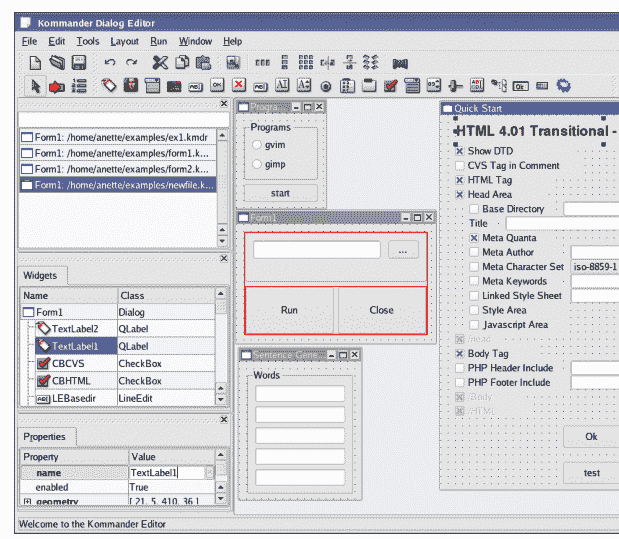 Kommander Dialog Editor
File Edit Tools Layout Run Window Help
Form1: /home/anette/examples/ex1.kmdr
Form1: /home/anette/examples/form1.k...
Form1: /home/anette/examples/form2.k...
Form1: /home/anette/examples/newfile.k...
Widgets
Name Class
Form1 Dialog
TextLabel2 QLabel
TextLabel1 QLabel
CBCVS CheckBox
CBHTML CheckBox
LEBasedir LineEdit
Properties
Property Value
name TextLabel1
enabled True
geometry [ 21, 5, 410, 36 ]
Programs
gvim
gimp
start
Form1
...
Run Close
Words
Quick Start
HTML 4.01 Transitional -
Show DTD
CVS Tag in Comment
HTML Tag
Head Area
Base Directory
Title
Meta Quanta
Meta Author
Meta Character Set iso-8859-1
Meta Keywords
Linked Style Sheet
Style Area
Javascript Area
/Head
Body Tag
PHP Header Include
PHP Footer Include
/Body
/HTML
Ok
test
Welcome to the Kommander Editor